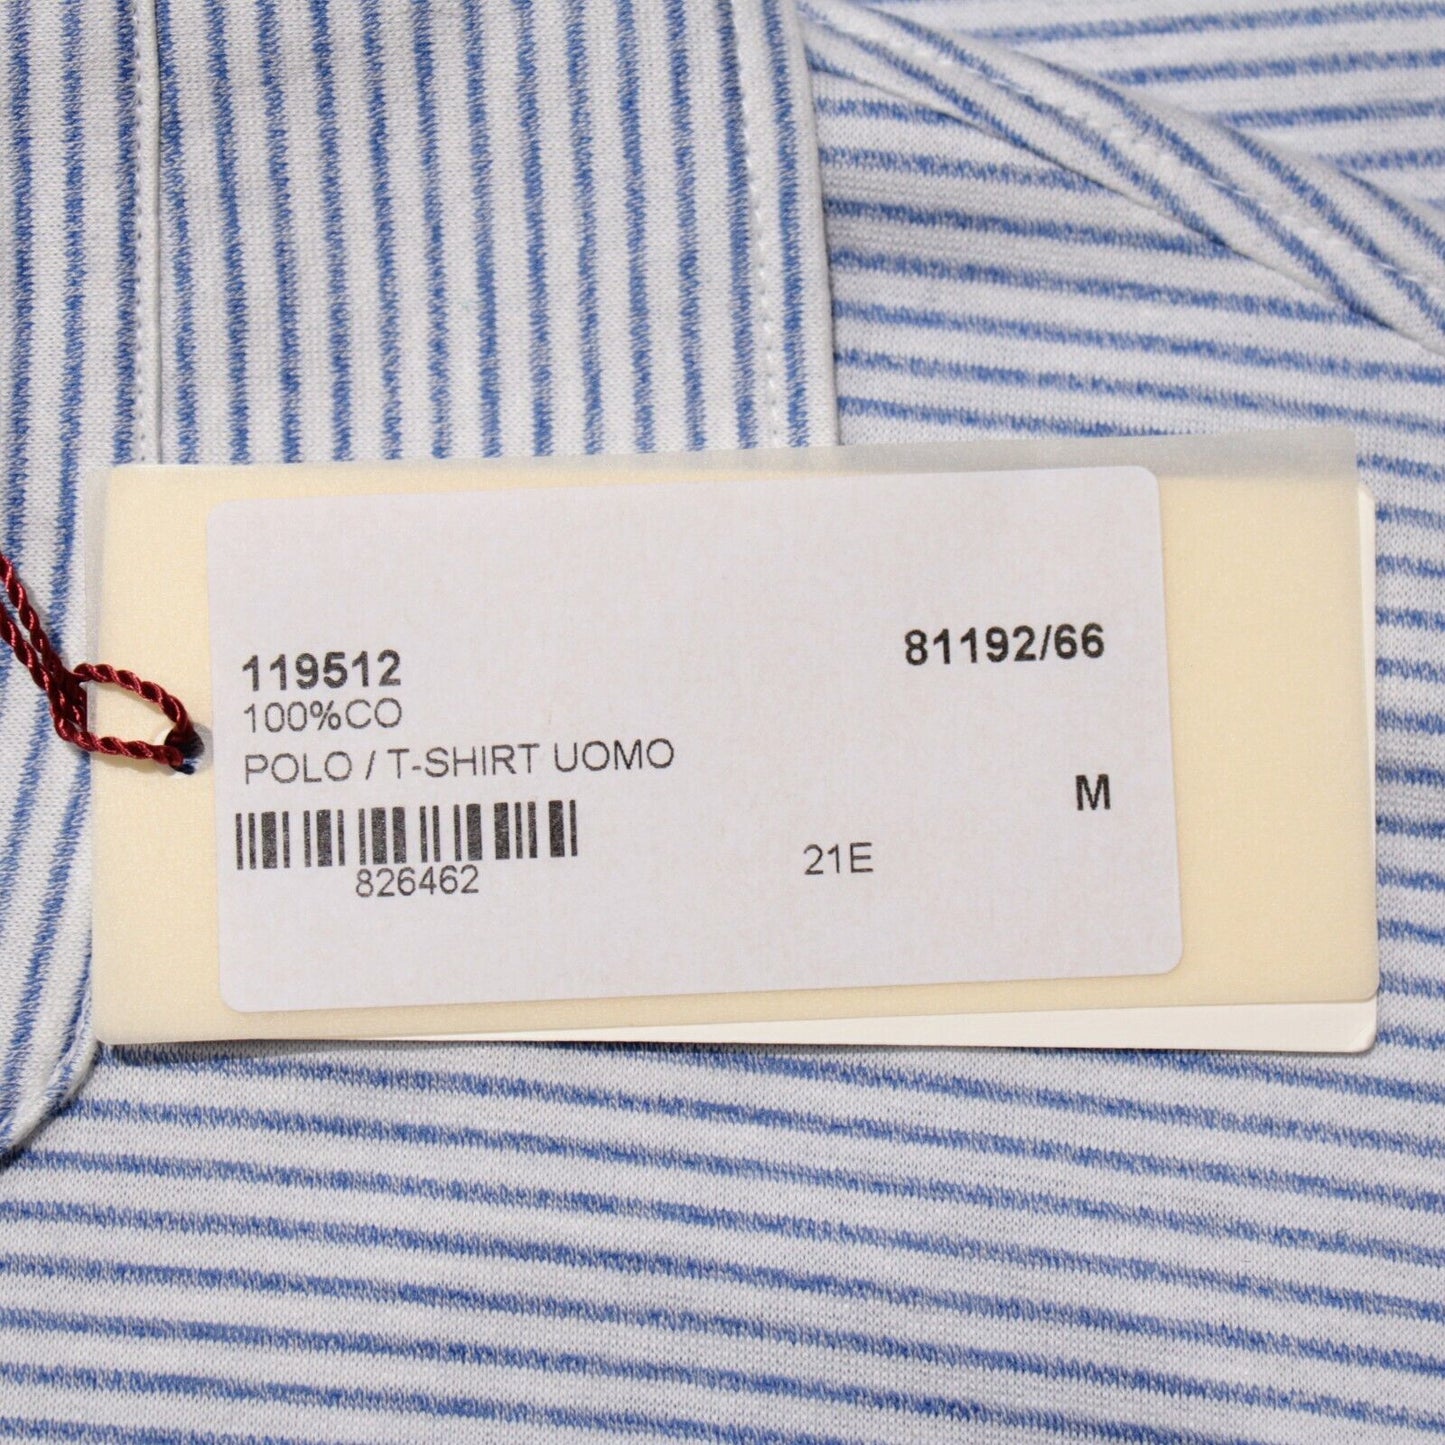 119512
81192/66
100%CO
POLO / T-SHIRT UOMO
M
826462
21E